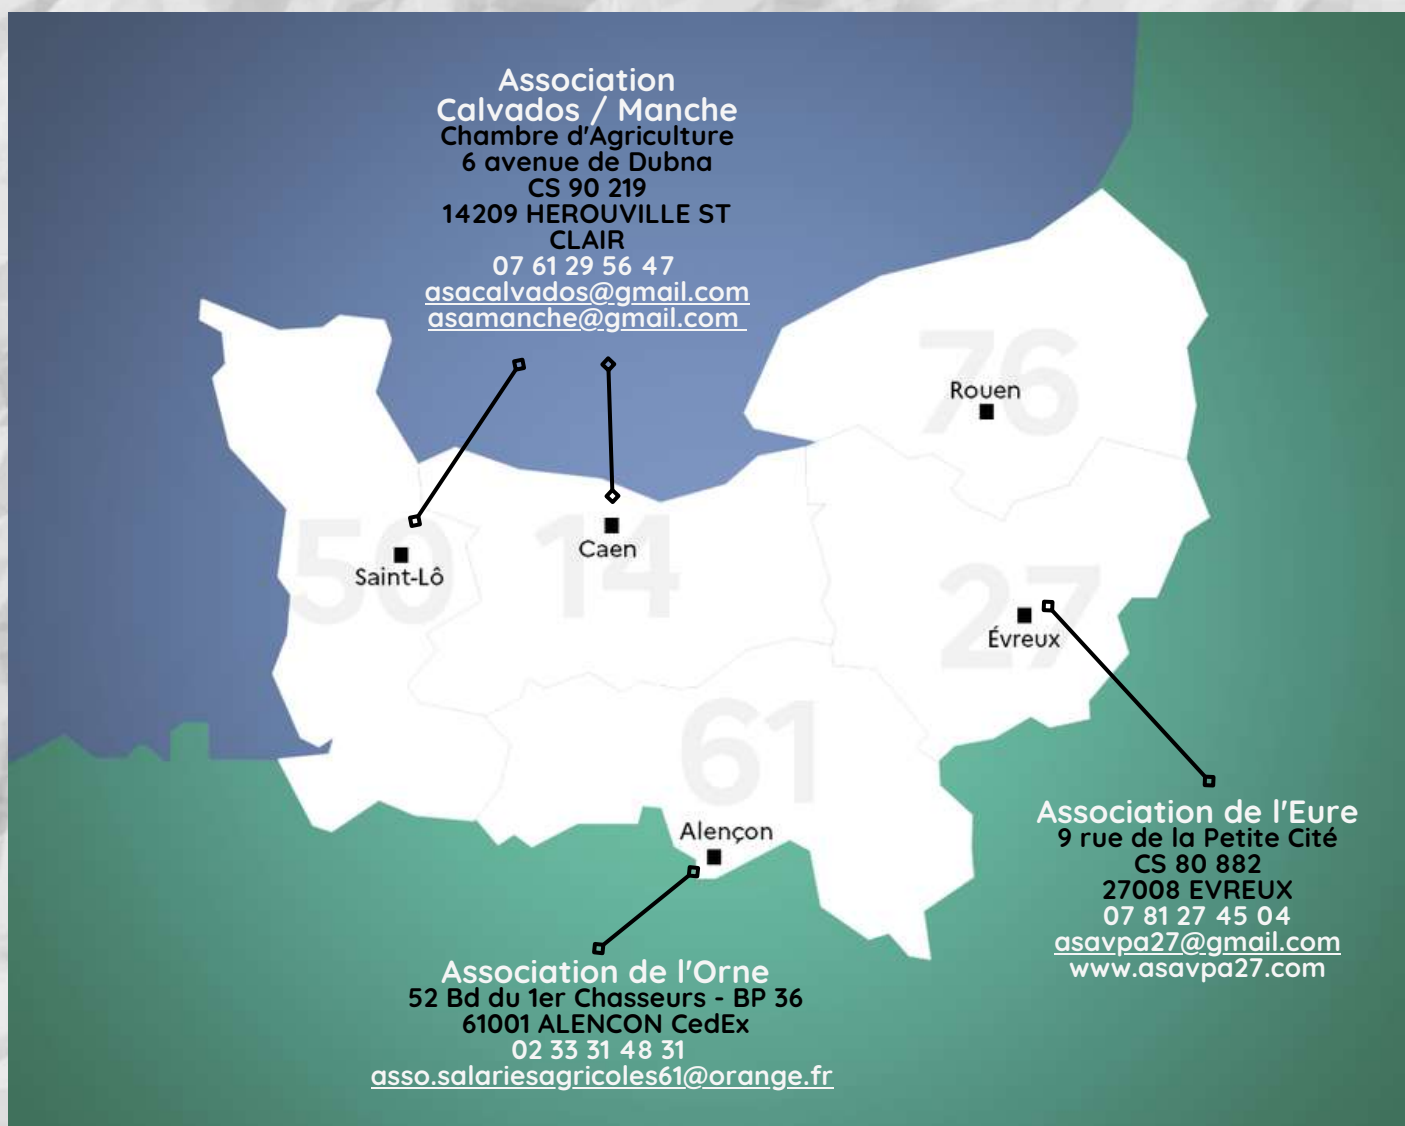 Association
Calvados / Manche
Chambre d'Agriculture
6 avenue de Dubna
CS 90 219
14209 HEROUVILLE ST
CLAIR
07 61 29 56 47
asacalvados@gmail.com
asamanche@gmail.com
76
Rouen
50
14
Caen
Saint-Lô
27
Évreux
61
Alençon
Association de l'Eure
9 rue de la Petite Cité
CS 80 882
27008 EVREUX
07 81 27 45 04
asavpa27@gmail.com
www.asavpa27.com
Association de l'Orne
52 Bd du 1er Chasseurs - BP 36
61001 ALENCON CedEx
02 33 31 48 31
asso.salariesagricoles61@orange.fr